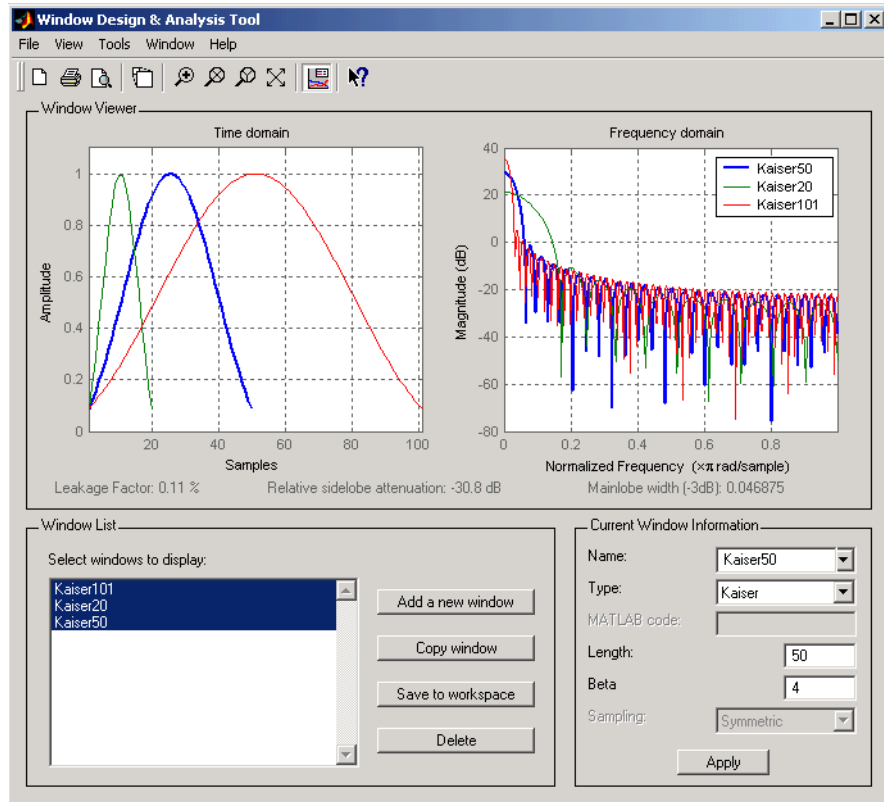 Window Design & Analysis Tool
File View Tools Window Help
Window Viewer
Time domain
Amplitude
1
0.8
0.6
0.4
0.2
0
20 40 60 80 100
Samples
Frequency domain
Magnitude (dB)
40
20
0
-20
-40
-60
-80
Kaiser50
Kaiser20
Kaiser101
0 0.2 0.4 0.6 0.8
Normalized Frequency (×π rad/sample)
Leakage Factor: 0.11 % Relative sidelobe attenuation: -30.8 dB Mainlobe width (-3dB): 0.046875
Window List
Select windows to display:
Kaiser101
Kaiser20
Kaiser50
Add a new window
Copy window
Save to workspace
Delete
Current Window Information
Name: Kaiser50
Type: Kaiser
MATLAB code:
Length: 50
Beta 4
Sampling: Symmetric
Apply